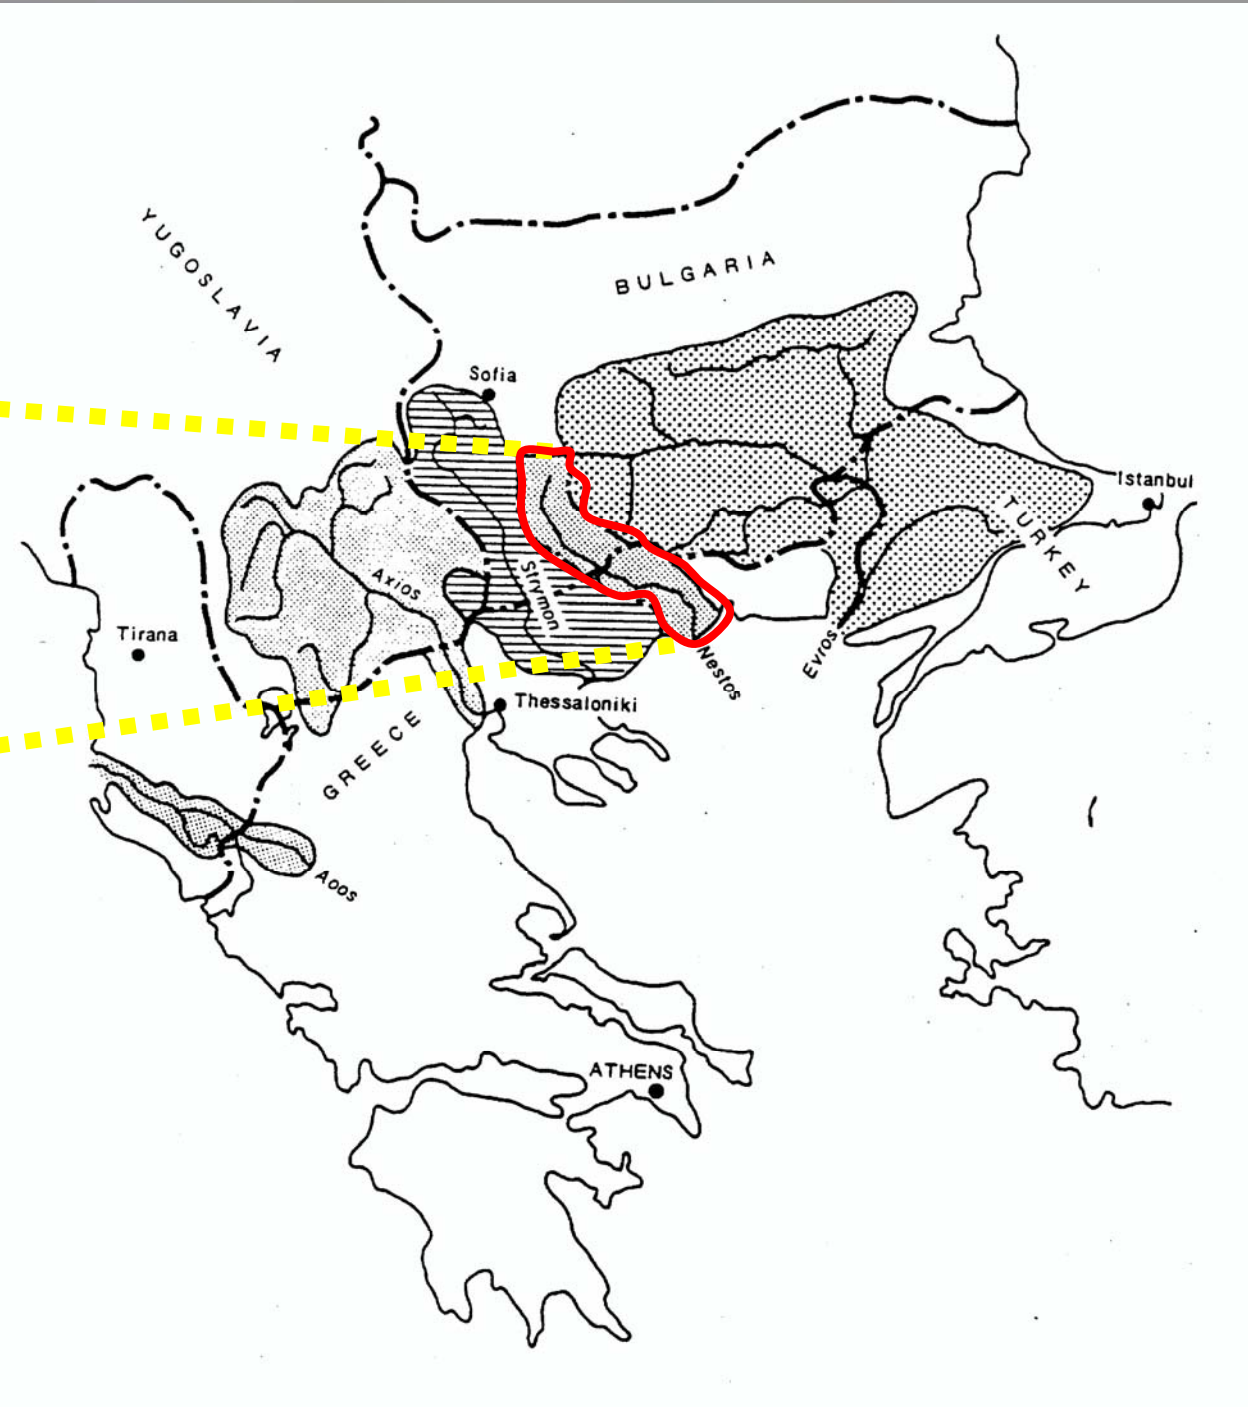 YUGOSLAVIA
BULGARIA
Sofia
Istanbul
TURKEY
Axios
Strymon
Tirana
Evros
Nestos
Thessaloniki
GREECE
Aoos
ATHENS